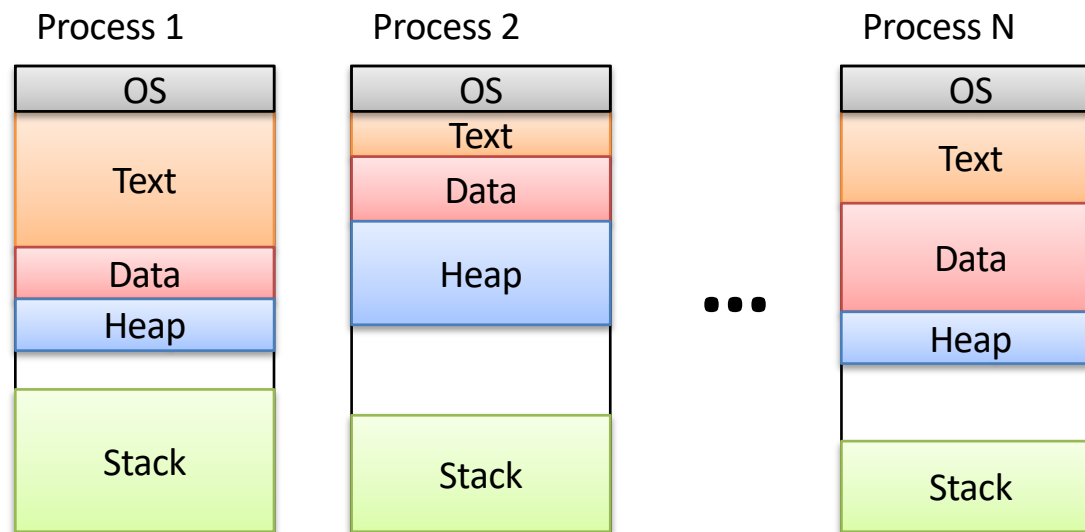 Process 1
OS
Text
Data
Heap
Stack
Process 2
OS
Text
Data
Heap
Stack
...
Process N
OS
Text
Data
Heap
Stack